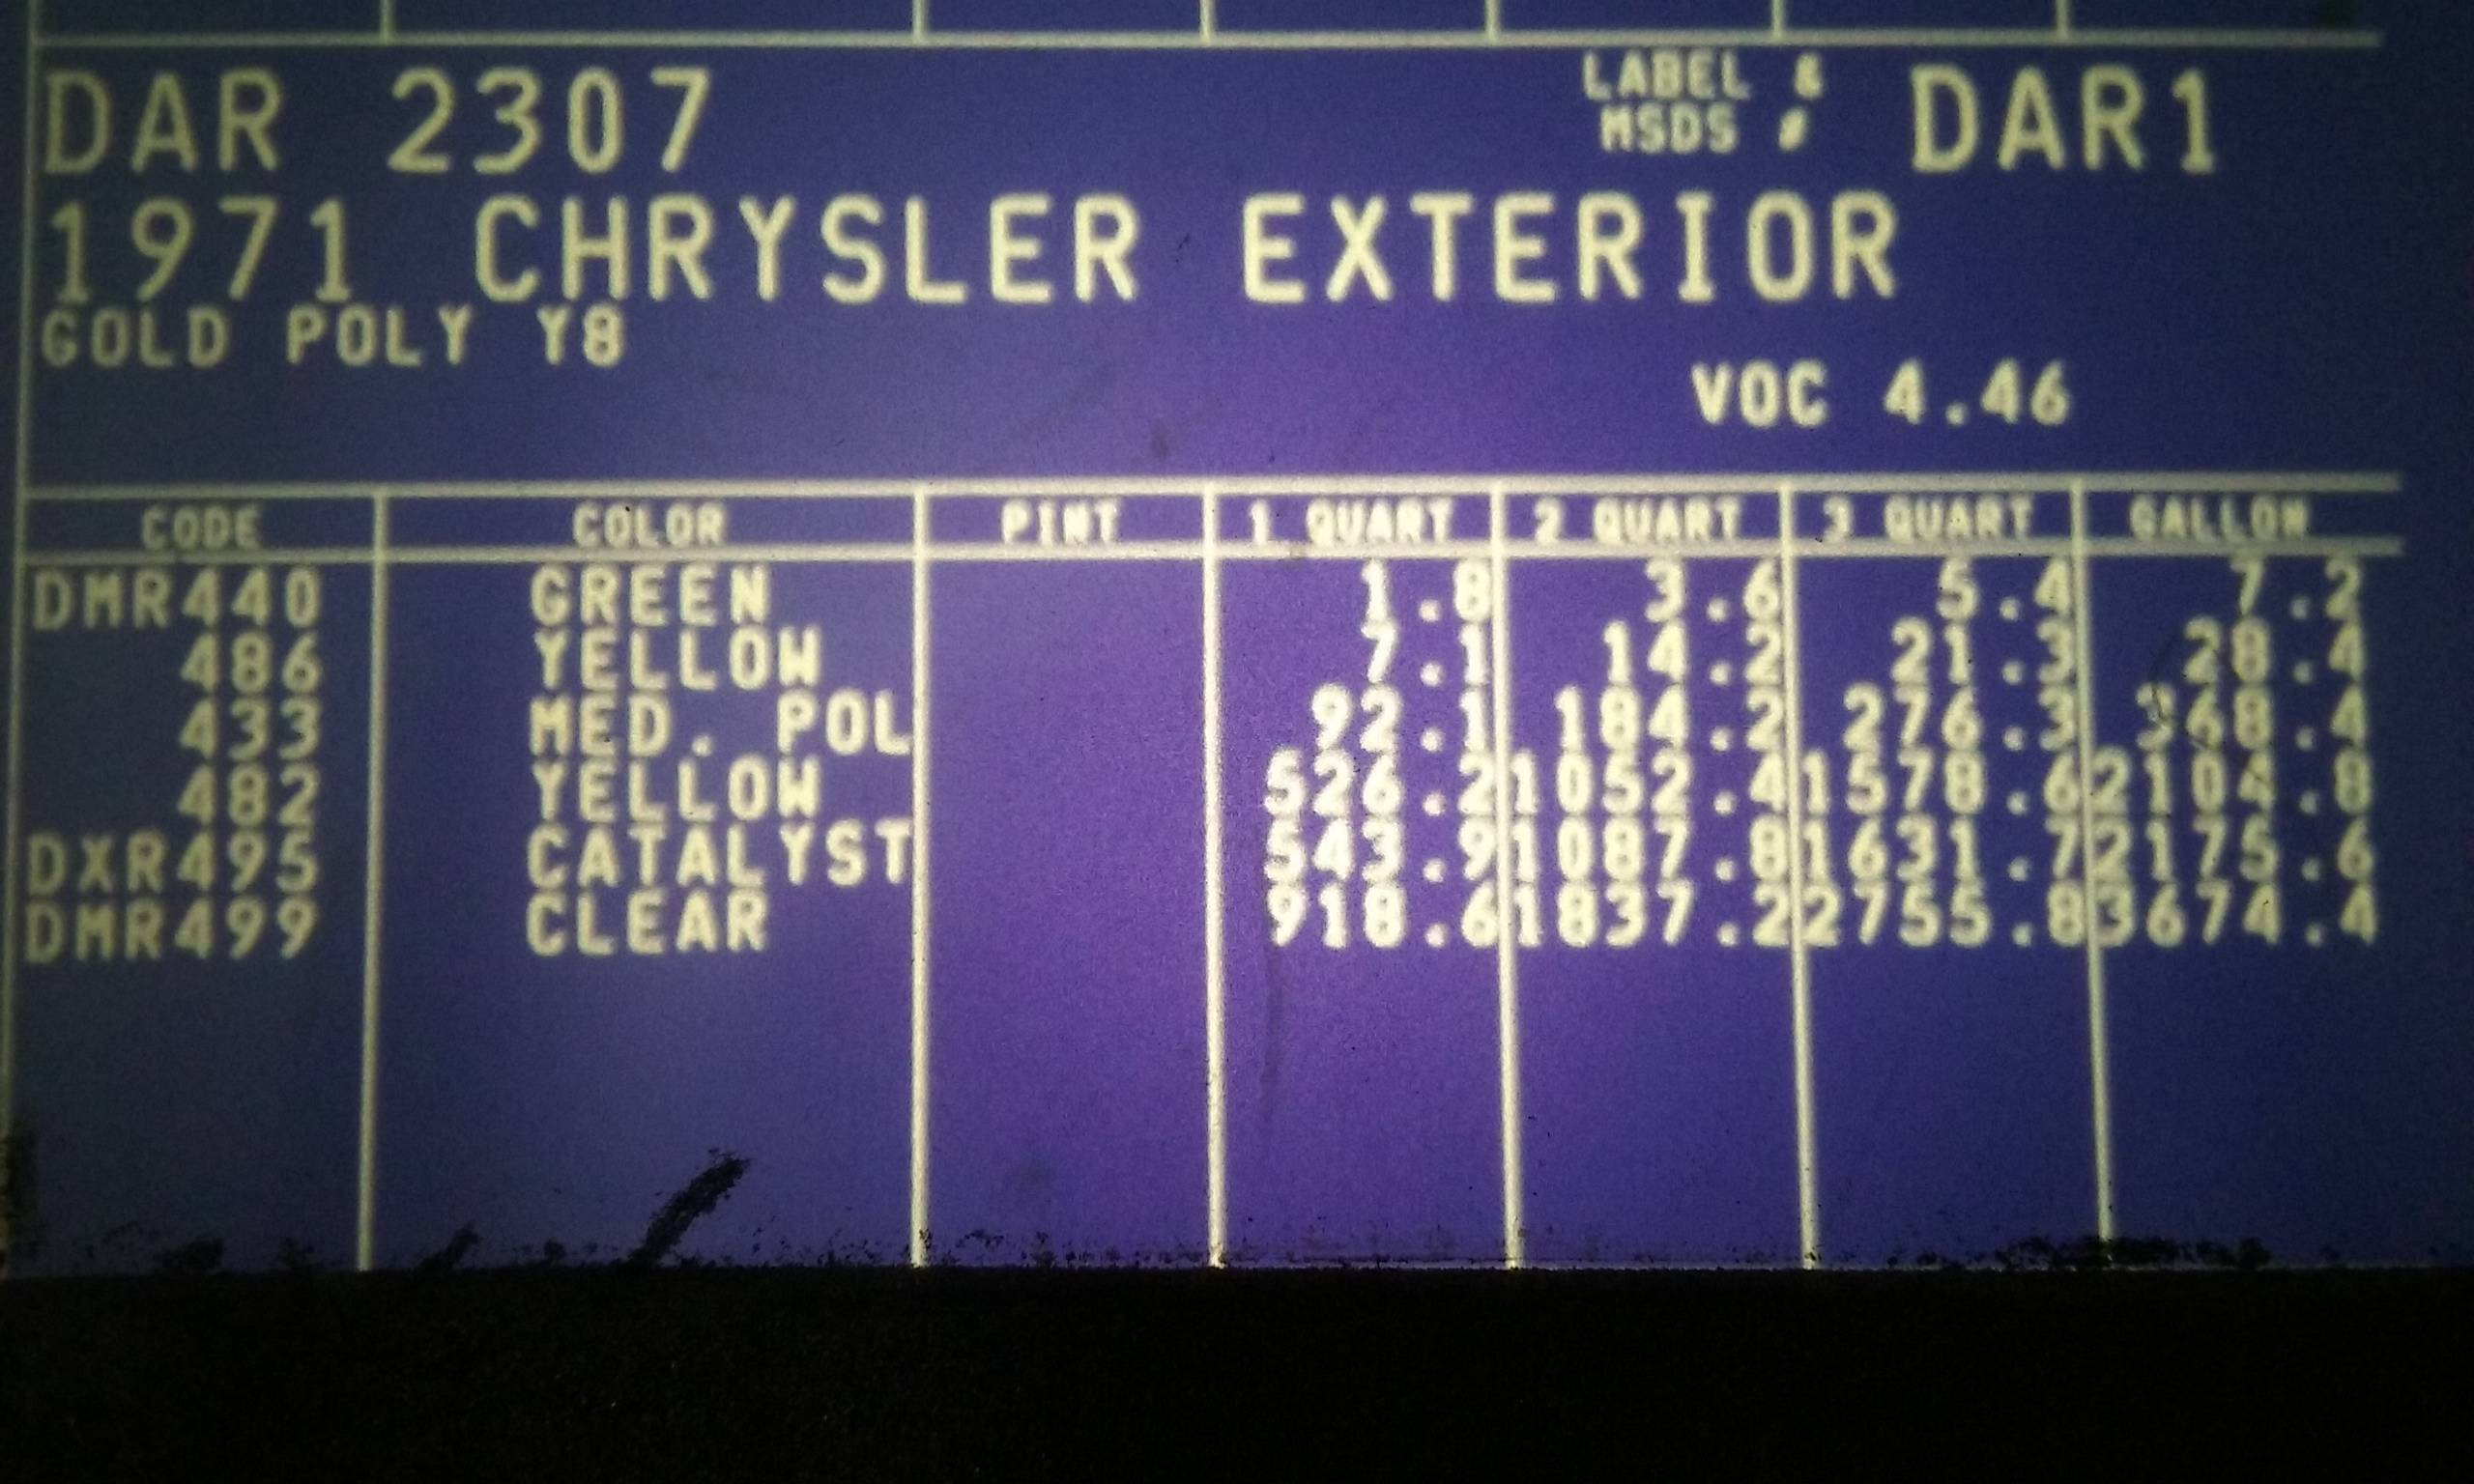 DAR 2307 LABEL & MSDS # DAR1
1971 CHRYSLER EXTERIOR
GOLD POLY Y8
VOC 4.46
CODE COLOR PINT 1 QUART 2 QUART 3 QUART GALLON
DMR440 GREEN 1.8 3.6 5.4 7.2
486 YELLOW 7.1 14.2 21.3 28.4
433 MED. POL 92.1 184.2 276.3 368.4
482 YELLOW 526.2 1052.4 1578.6 2104.8
DXR495 CATALYST 543.9 1087.8 1631.7 2175.6
DMR499 CLEAR 918.6 1837.2 2755.8 3674.4